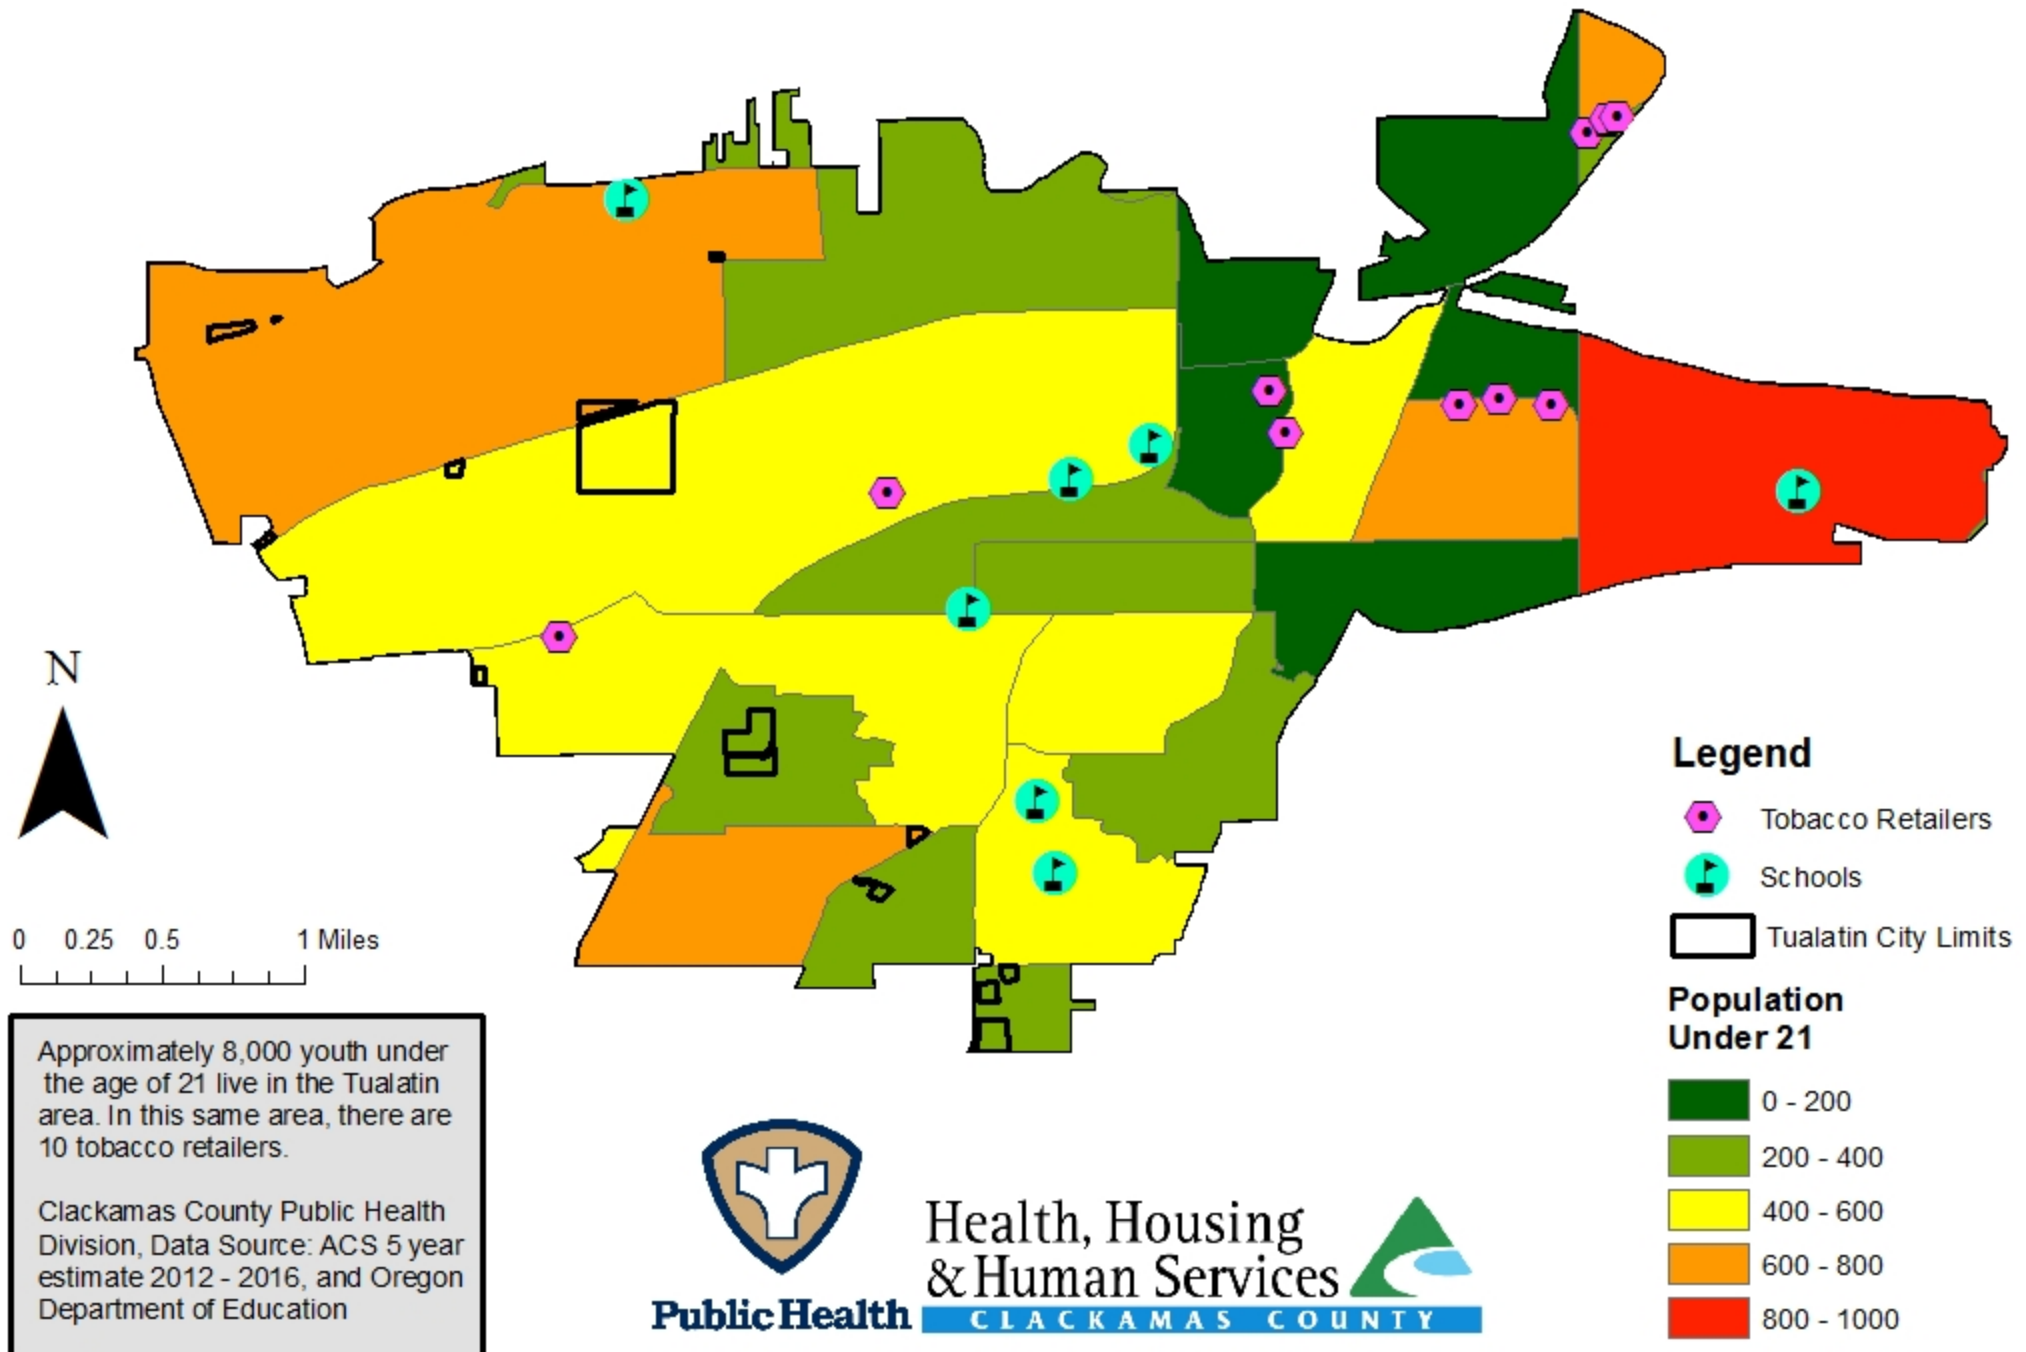 N
0 0.25 0.5 1 Miles
Approximately 8,000 youth under
the age of 21 live in the Tualatin
area. In this same area, there are
10 tobacco retailers.
Clackamas County Public Health
Division, Data Source: ACS 5 year
estimate 2012 - 2016, and Oregon
Department of Education
Public Health
Health, Housing
& Human Services
CLACKAMAS COUNTY
Legend
Tobacco Retailers
Schools
Tualatin City Limits
Population
Under 21
0 - 200
200 - 400
400 - 600
600 - 800
800 - 1000